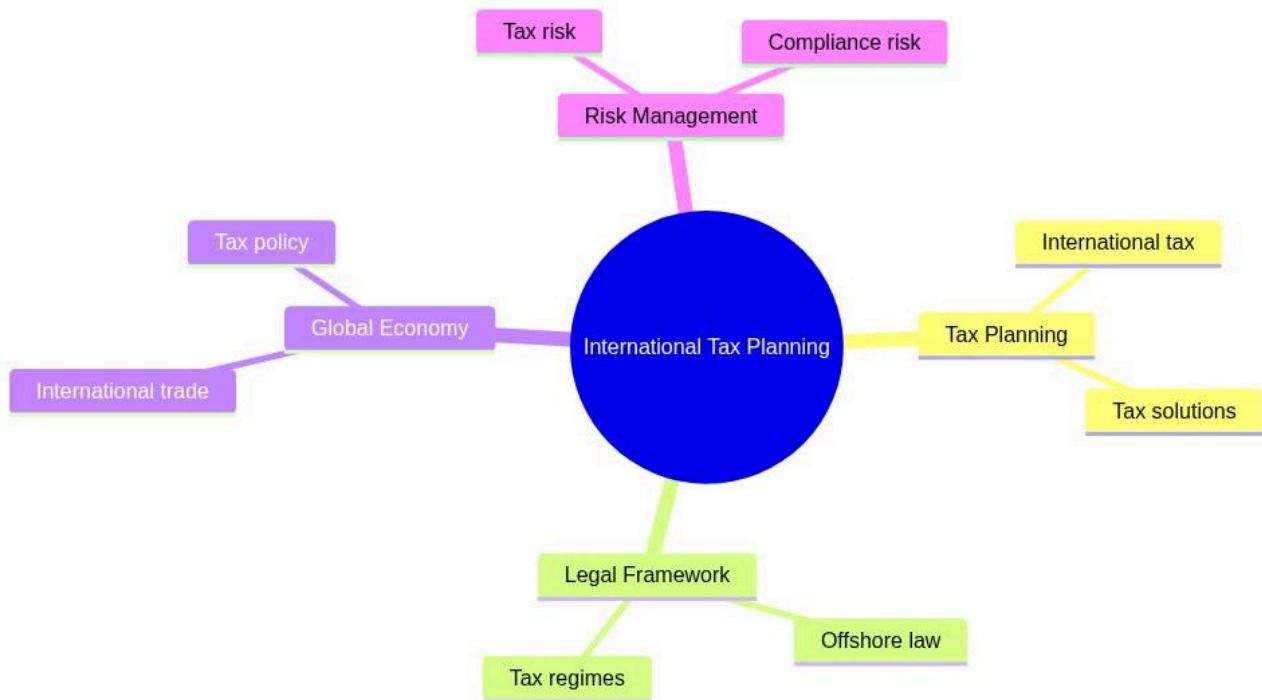 Tax risk
Compliance risk
Risk Management
Tax policy
International tax
Global Economy
International Tax Planning
Tax Planning
International trade
Tax solutions
Legal Framework
Offshore law
Tax regimes